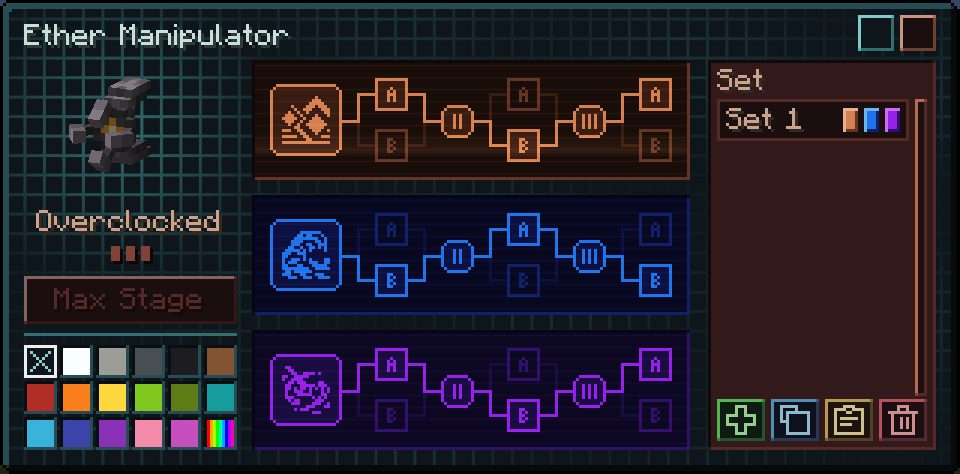 Ether Manipulator
Overclocked
Max Stage
A A A
II III
B B B
A A A
II III
B B B
A A A
II III
B B B
Set
Set 1